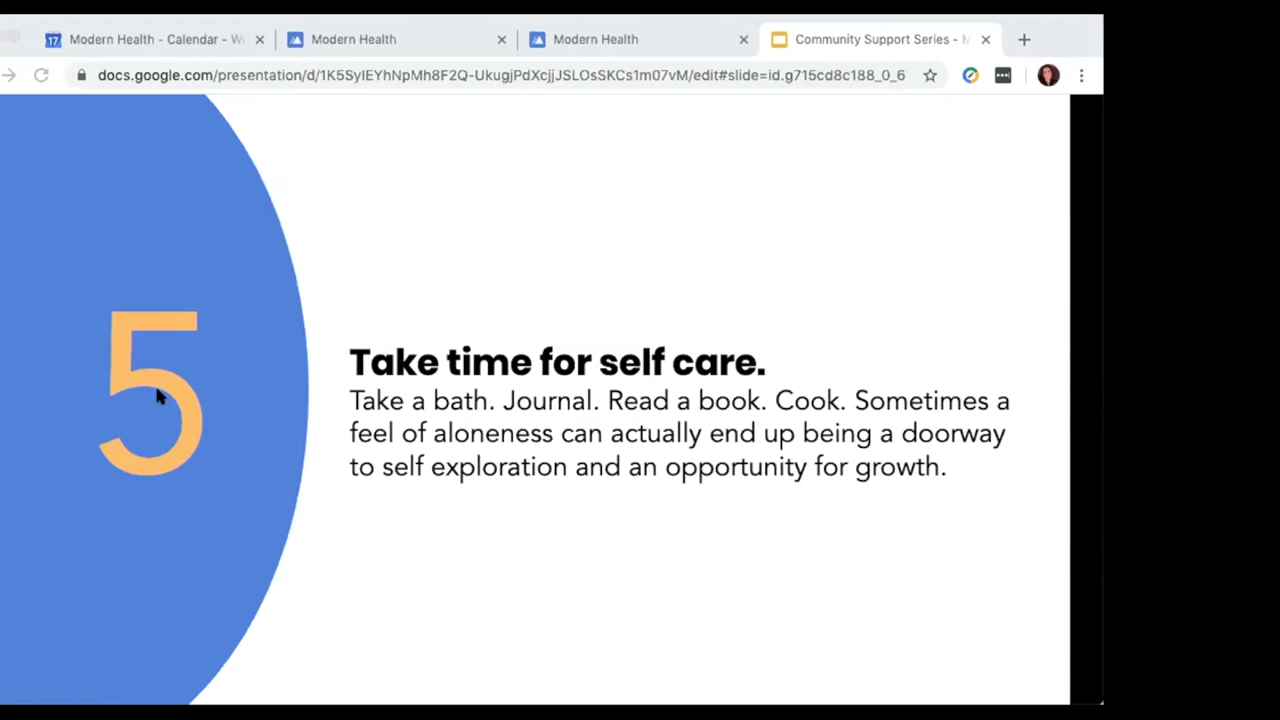 17 Modern Health - Calendar - W
Modern Health
Modern Health
Community Support Series -
docs.google.com/presentation/d/1K5SyIEYhNpMh8F2Q-UkugjPdXcjjJSLOsSKCs1m07vM/edit#slide=id.g715cd8c188_0_6
5
Take time for self care.
Take a bath. Journal. Read a book. Cook. Sometimes a
feel of aloneness can actually end up being a doorway
to self exploration and an opportunity for growth.